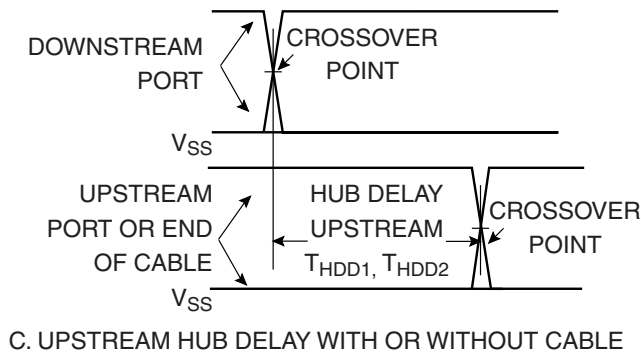 DOWNSTREAM
PORT
CROSSOVER
POINT
VSS
UPSTREAM
PORT OR END
OF CABLE
HUB DELAY
UPSTREAM
THDD1, THDD2
CROSSOVER
POINT
VSS
C. UPSTREAM HUB DELAY WITH OR WITHOUT CABLE